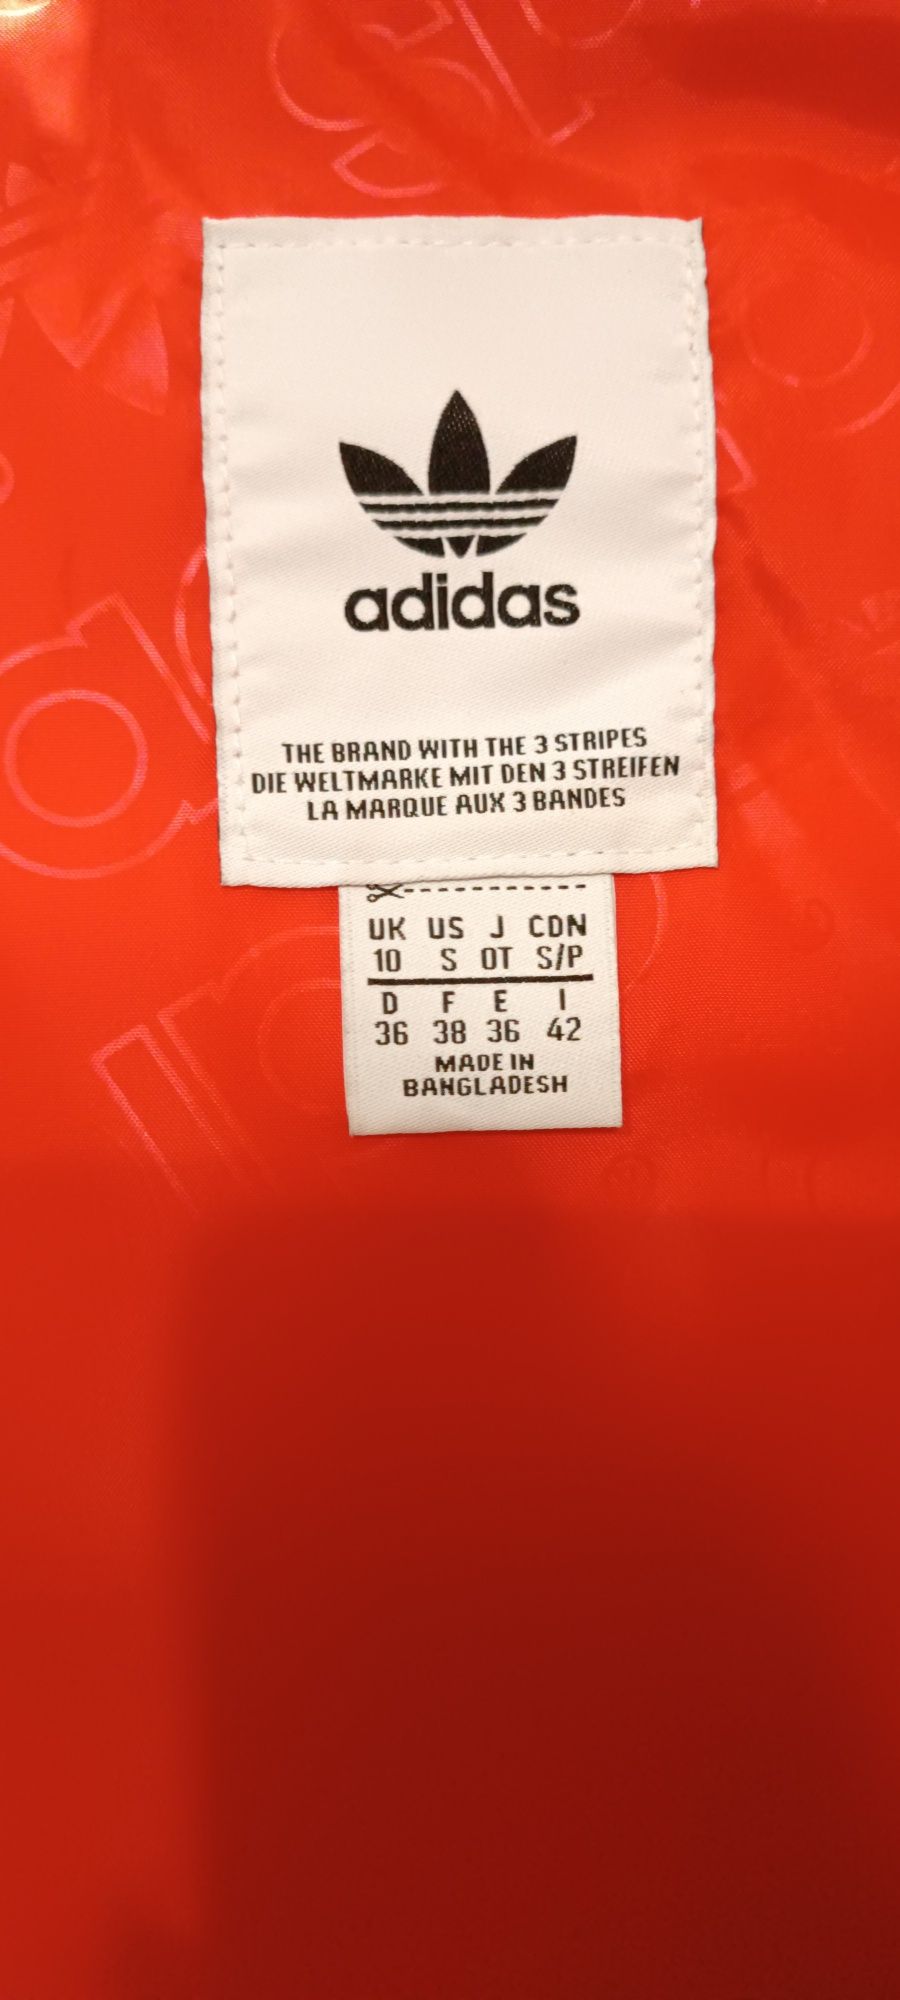 adidas
THE BRAND WITH THE 3 STRIPES
DIE WELTMARKE MIT DEN 3 STREIFEN
LA MARQUE AUX 3 BANDES
UK US J CDN
10 S OT S/P
D F E I
36 38 36 42
MADE IN
BANGLADESH